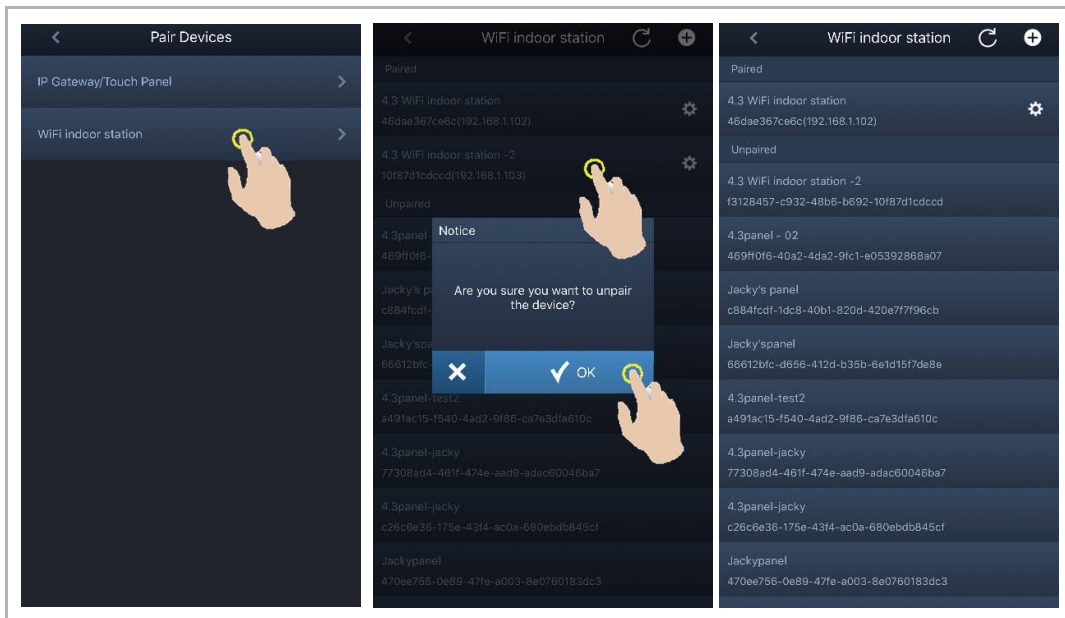 Pair Devices
IP Gateway/Touch Panel
WiFi indoor station
WiFi indoor station
Paired
4.3 WiFi indoor station
46dae367ce6c(192.168.1.102)
4.3 WiFi indoor station -2
10f87d1cdccd(192.168.1.103)
Unpaired
4.3panel
469ff0f6-
Jacky's p
c884fcdf-
Jacky'spa
66612bfc-
4.3panel-test2
a491ac15-f540-4ad2-9f86-ca7e3dfa610c
4.3panel-jacky
77308ad4-461f-474e-aad9-adac60046ba7
4.3panel-jacky
c26c6e36-175e-43f4-ac0a-680ebdb845cf
Jackypanel
470ee756-0e89-47fe-a003-8e0760183dc3
Notice
Are you sure you want to unpair
the device?
OK
WiFi indoor station
Paired
4.3 WiFi indoor station
46dae367ce6c(192.168.1.102)
Unpaired
4.3 WiFi indoor station -2
f3128457-c932-48b6-b692-10f87d1cdccd
4.3panel - 02
469ff0f6-40a2-4da2-9fc1-e05392868a07
Jacky's panel
c884fcdf-1dc8-40b1-820d-420e7f7f96cb
Jacky'spanel
66612bfc-d656-412d-b35b-6e1d15f7de8e
4.3panel-test2
a491ac15-f540-4ad2-9f86-ca7e3dfa610c
4.3panel-jacky
77308ad4-461f-474e-aad9-adac60046ba7
4.3panel-jacky
c26c6e36-175e-43f4-ac0a-680ebdb845cf
Jackypanel
470ee756-0e89-47fe-a003-8e0760183dc3